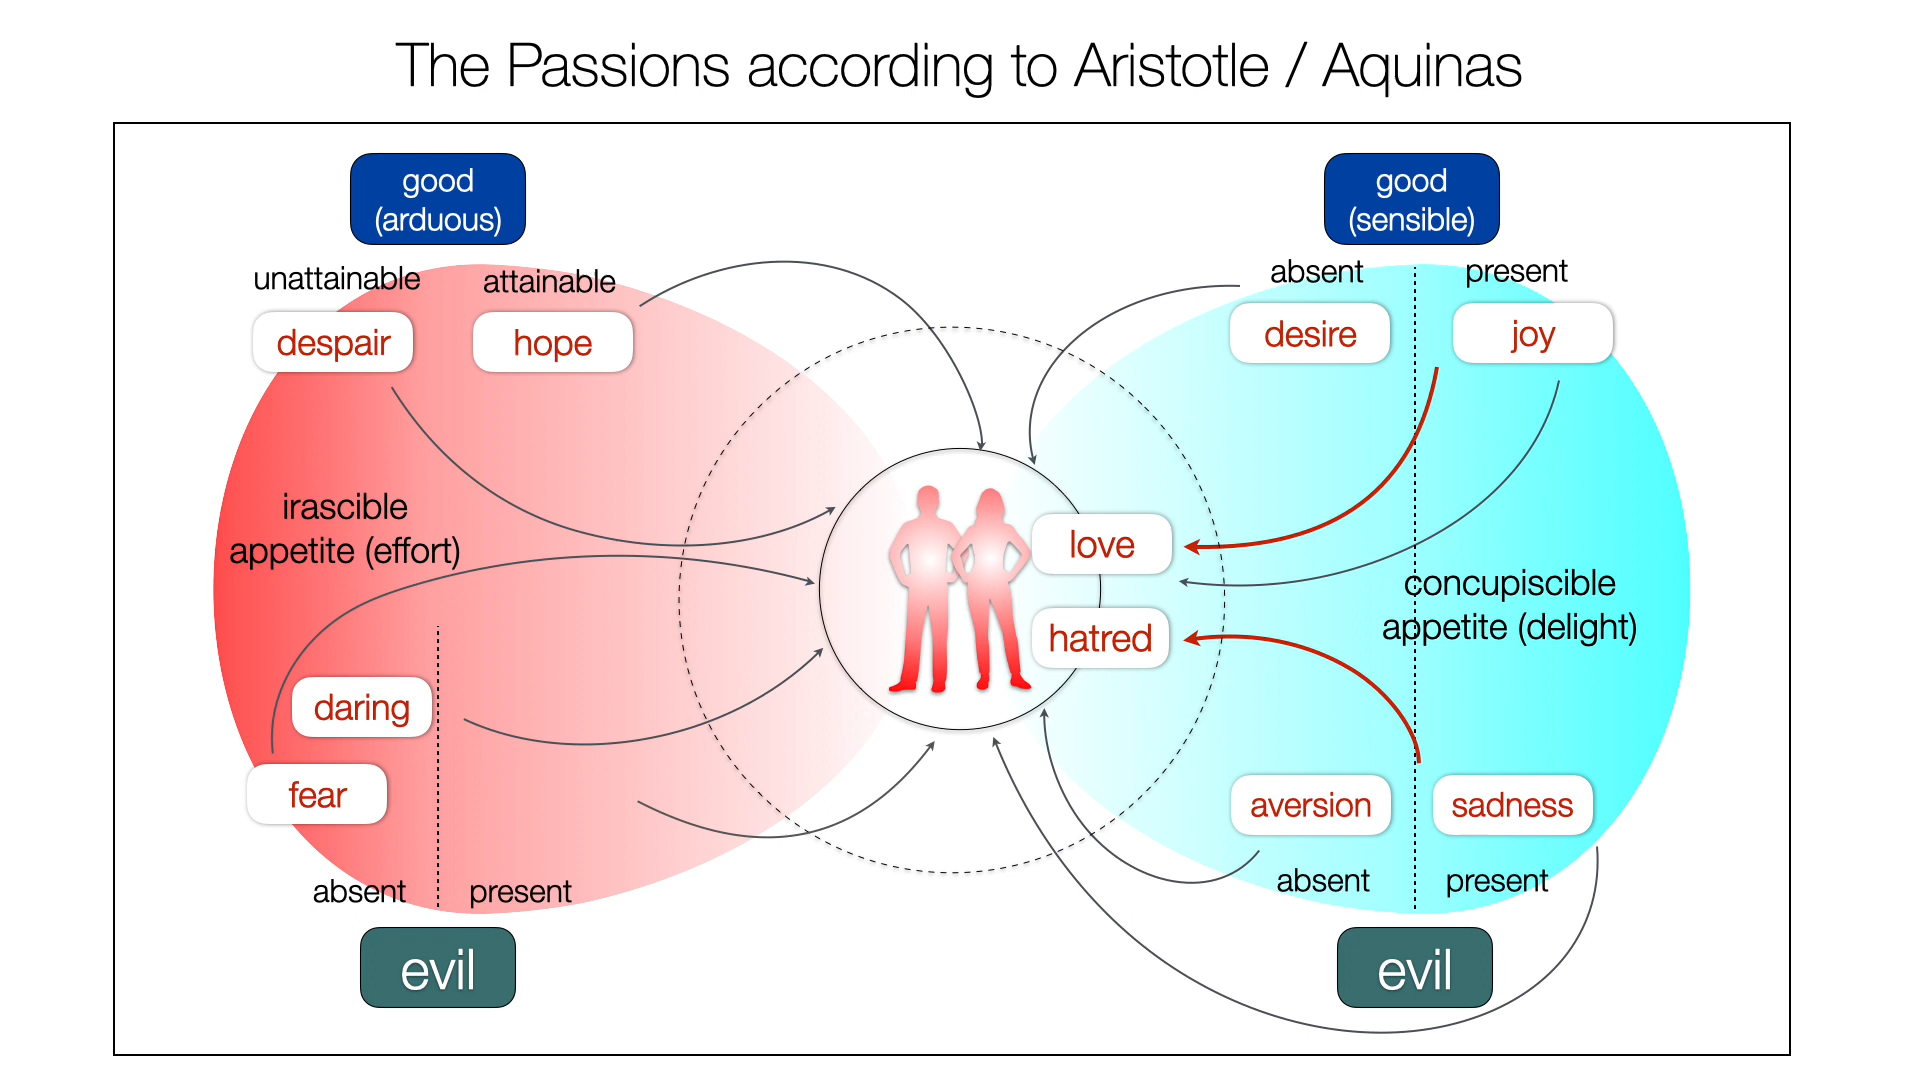 The Passions according to Aristotle / Aquinas
good
(arduous)
good
(sensible)
unattainable
attainable
absent
present
despair
hope
desire
joy
irascible
appetite (effort)
love
concupiscible
appetite (delight)
hatred
daring
fear
aversion
sadness
absent
present
absent
present
evil
evil